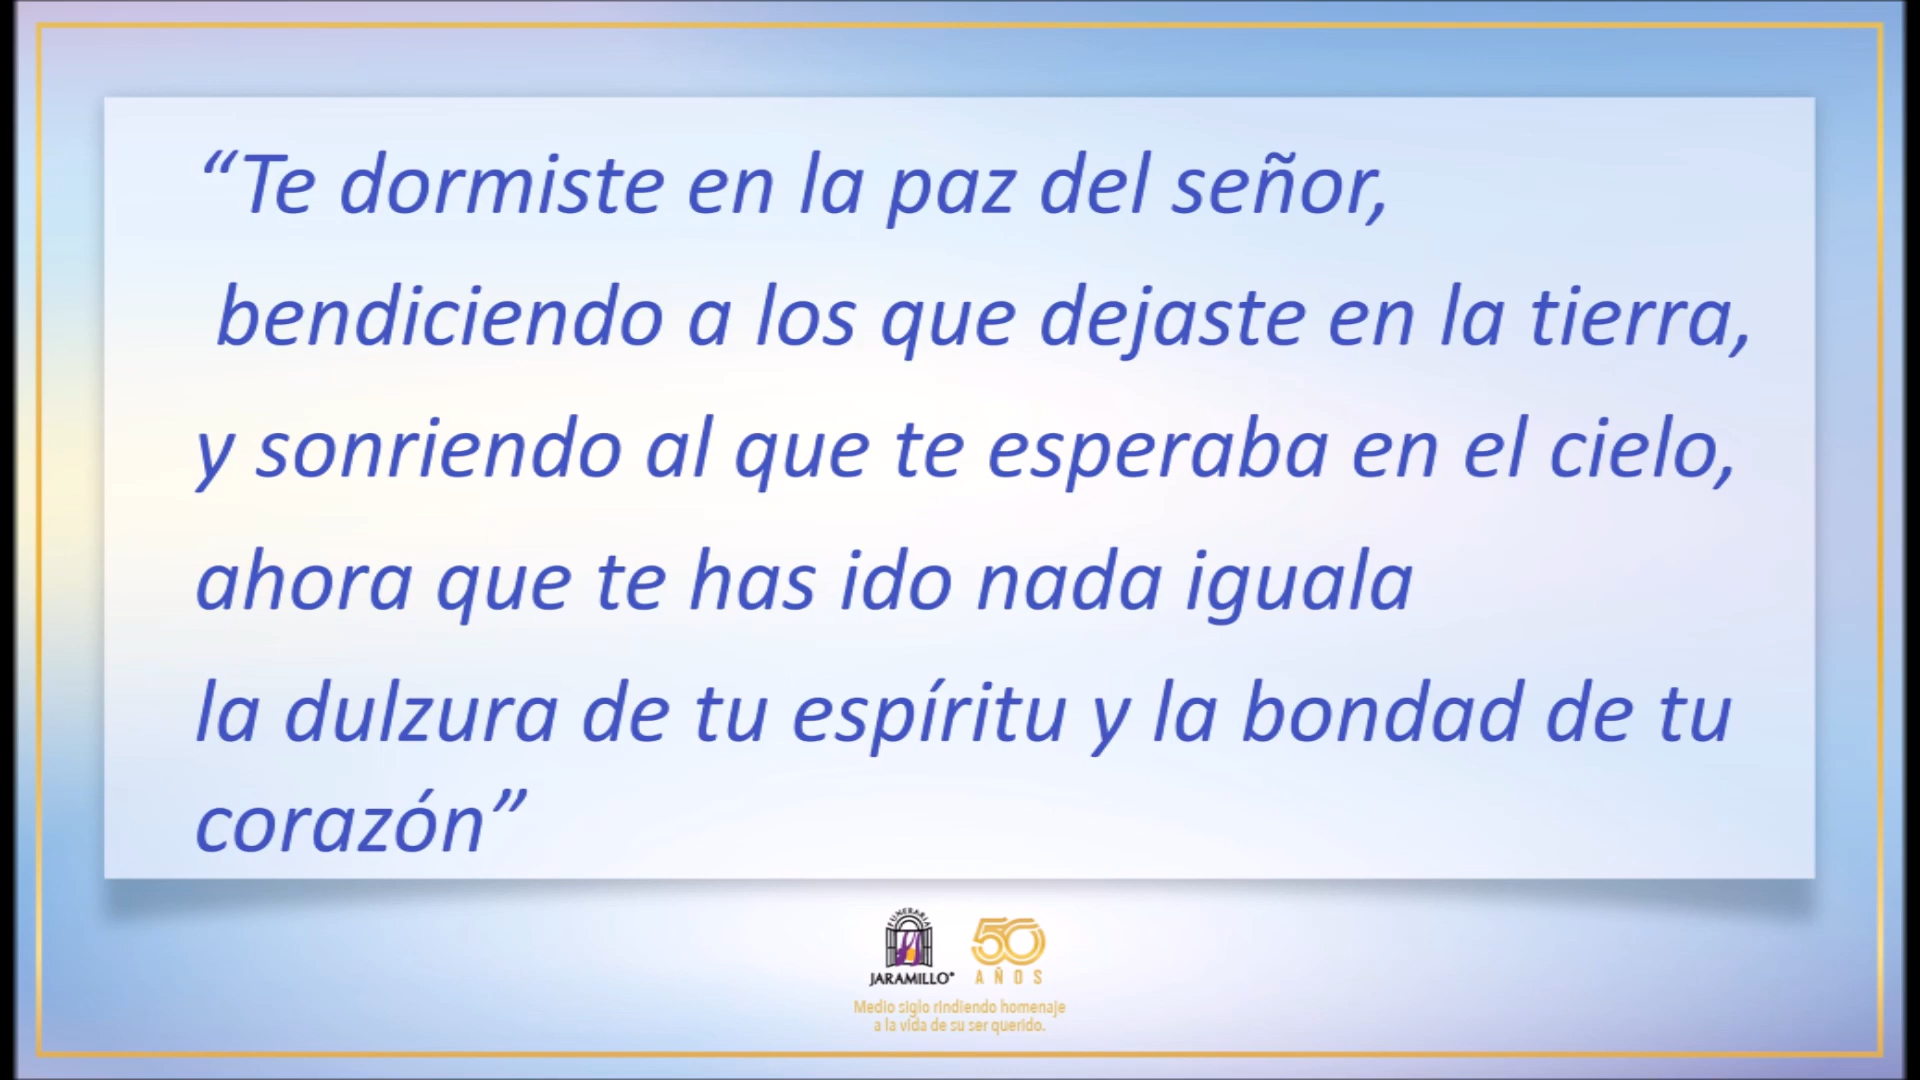 “Te dormiste en la paz del señor,
bendiciendo a los que dejaste en la tierra,
y sonriendo al que te esperaba en el cielo,
ahora que te has ido nada iguala
la dulzura de tu espíritu y la bondad de tu
corazón”
FUNERARIA
JARAMILLO®
50
AÑOS
Medio siglo rindiendo homenaje
a la vida de su ser querido.